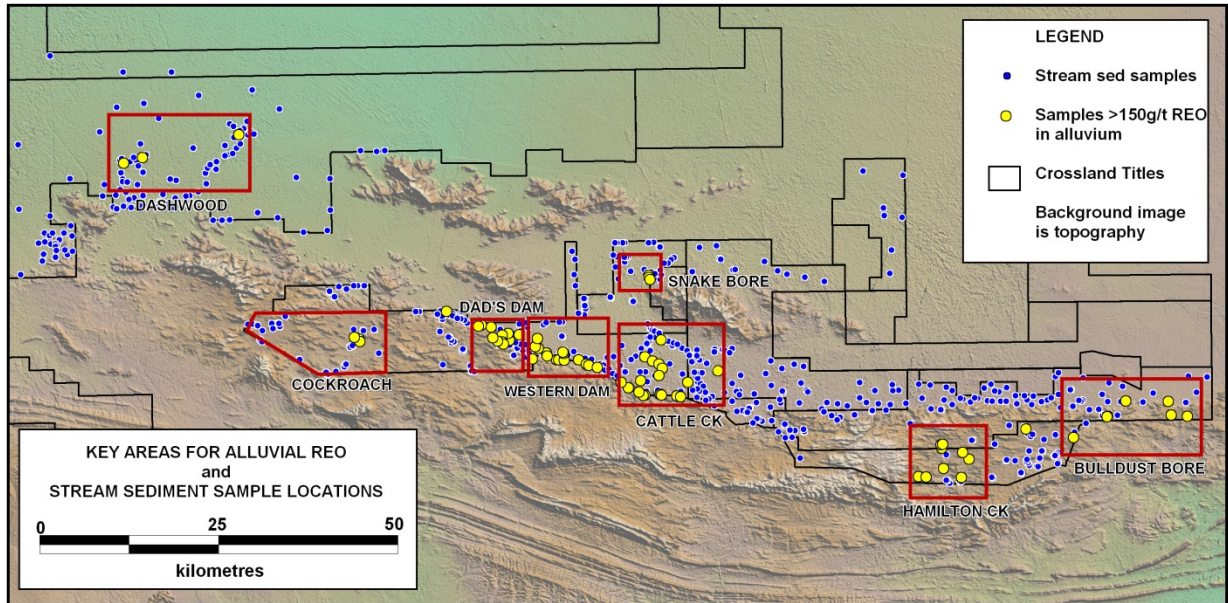 LEGEND
Stream sed samples
Samples >150g/t REO
in alluvium
Crossland Titles
Background image
is topography
DASHWOOD
SNAKE BORE
DAD'S DAM
COCKROACH
WESTERN DAM
CATTLE CK
BULLDUST BORE
HAMILTON CK
KEY AREAS FOR ALLUVIAL REO
and
STREAM SEDIMENT SAMPLE LOCATIONS
0 25 50
kilometres